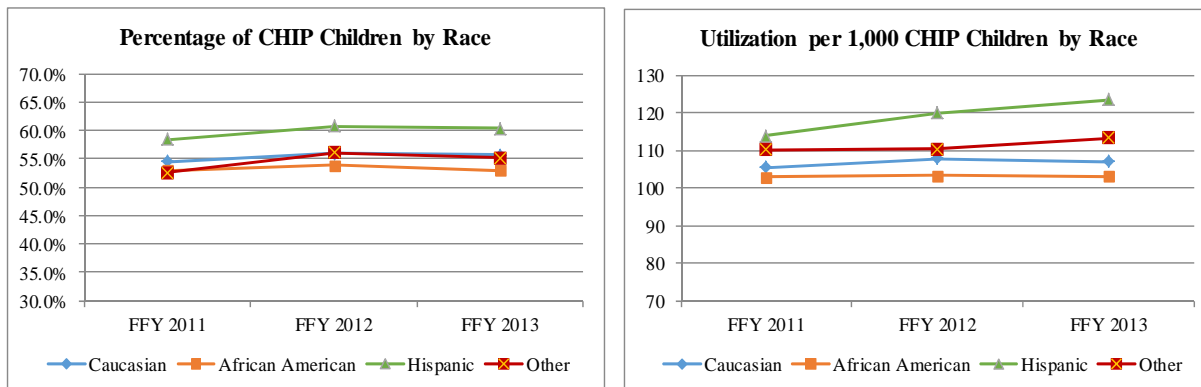 Percentage of CHIP Children by Race
70.0%
65.0%
60.0%
55.0%
50.0%
45.0%
40.0%
35.0%
30.0%
FFY 2011 FFY 2012 FFY 2013
Caucasian African American Hispanic Other
Utilization per 1,000 CHIP Children by Race
130
120
110
100
90
80
70
FFY 2011 FFY 2012 FFY 2013
Caucasian African American Hispanic Other